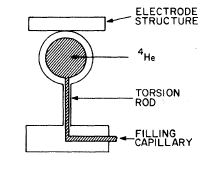 ELECTRODE
STRUCTURE
⁴He
TORSION
ROD
FILLING
CAPILLARY